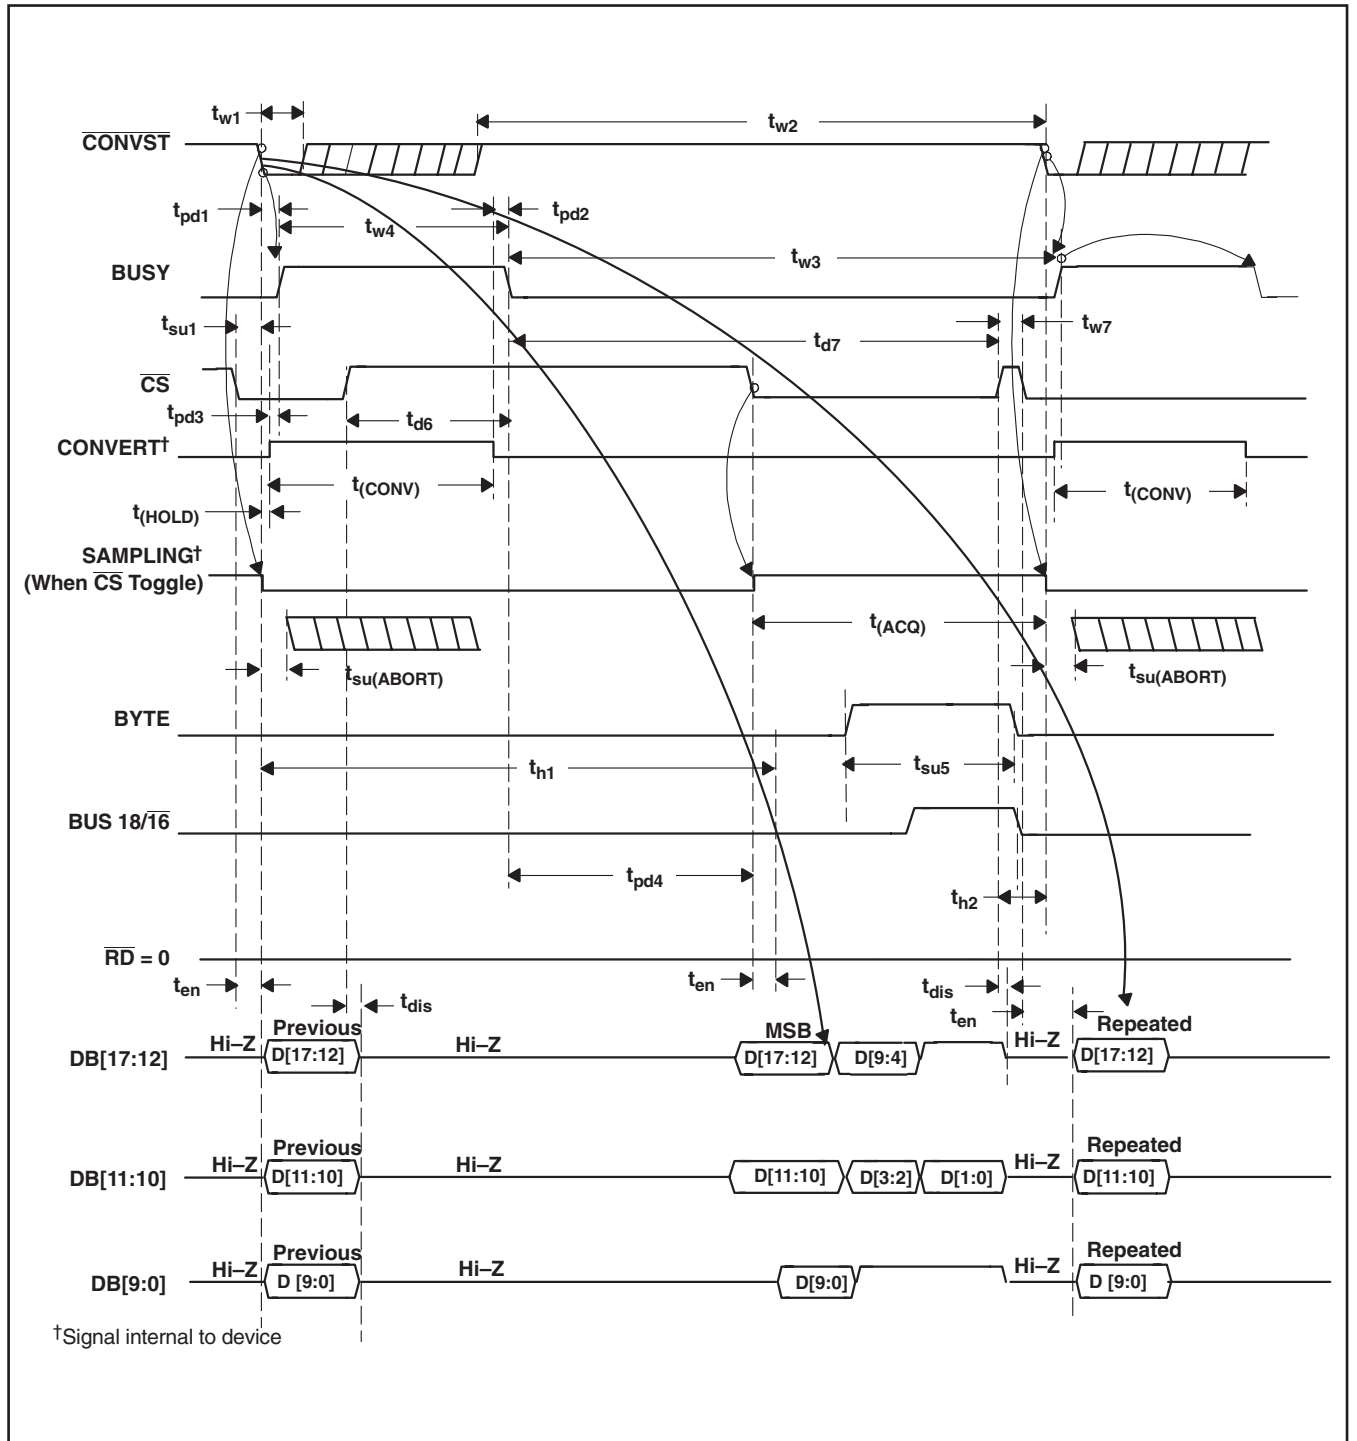 tw1
tw2
CONVST
tpd1
tw4
tpd2
tw3
BUSY
tsu1
tw7
td7
CS
tpd3
td6
CONVERT†
t(CONV)
t(CONV)
t(HOLD)
SAMPLING†
(When CS Toggle)
t(ACQ)
tsu(ABORT)
tsu(ABORT)
BYTE
th1
tsu5
BUS 18/16
tpd4
th2
RD = 0
ten
tdis
ten
tdis
ten
Previous
MSB
Repeated
DB[17:12]
Hi–Z
D[17:12]
Hi–Z
D[17:12]
D[9:4]
Hi–Z
D[17:12]
Previous
Repeated
DB[11:10]
Hi–Z
D[11:10]
Hi–Z
D[11:10]
D[3:2]
D[1:0]
Hi–Z
D[11:10]
Previous
Repeated
DB[9:0]
Hi–Z
D [9:0]
Hi–Z
D[9:0]
Hi–Z
D [9:0]
†Signal internal to device